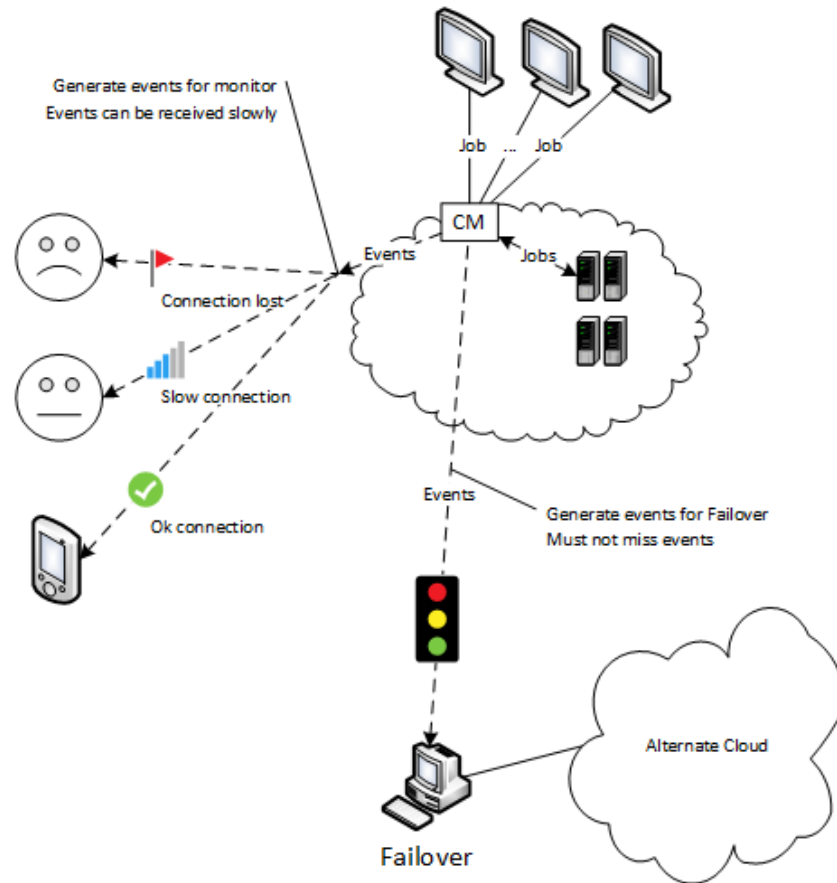 Generate events for monitor
Events can be received slowly
Job ... Job
CM
Events
Jobs
Connection lost
Slow connection
Ok connection
Events
Generate events for Failover
Must not miss events
Alternate Cloud
Failover